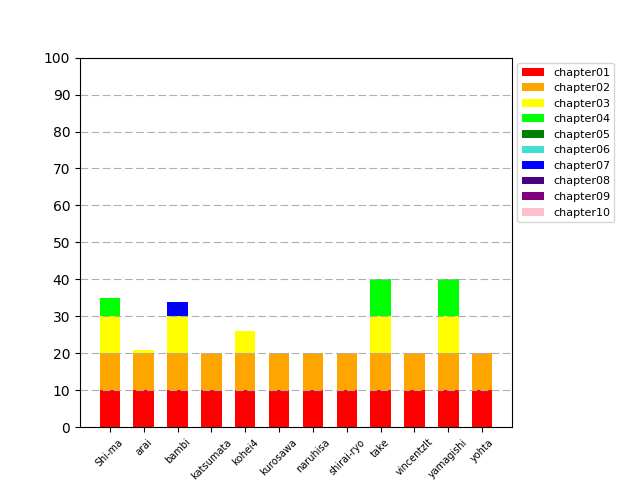 100
90
80
70
60
50
40
30
20
10
0
Shi-ma
arai
bambi
katsumata
kohei4
kurosawa
naruhisa
shirai-ryo
take
vincentzlt
yamagishi
yohta
chapter01
chapter02
chapter03
chapter04
chapter05
chapter06
chapter07
chapter08
chapter09
chapter10